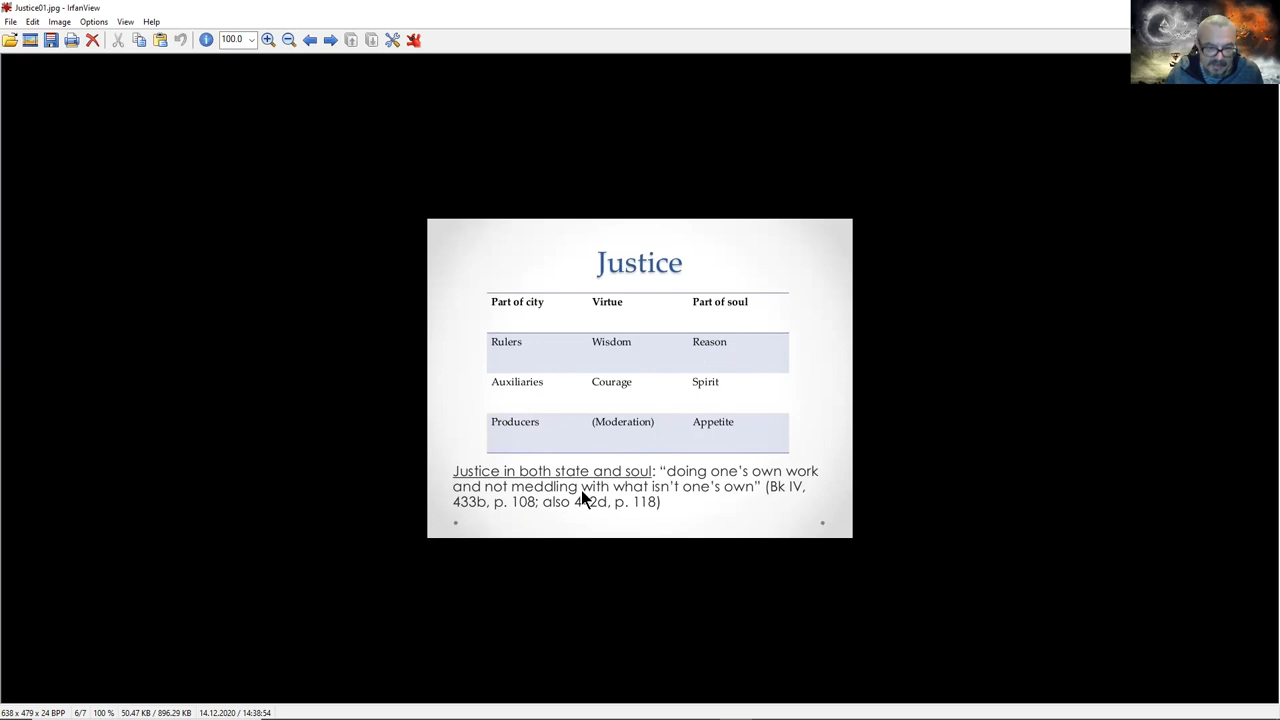 Justice01.jpg - IrfanView
File Edit Image Options View Help
100.0
Justice
Part of city Virtue Part of soul
Rulers Wisdom Reason
Auxiliaries Courage Spirit
Producers (Moderation) Appetite
Justice in both state and soul: “doing one’s own work
and not meddling with what isn’t one’s own” (Bk IV,
433b, p. 108; also p. 118)
638 x 479 x 24 BPP 6/7 100 % 50.47 KB / 896.29 KB 14.12.2020 / 14:38:54